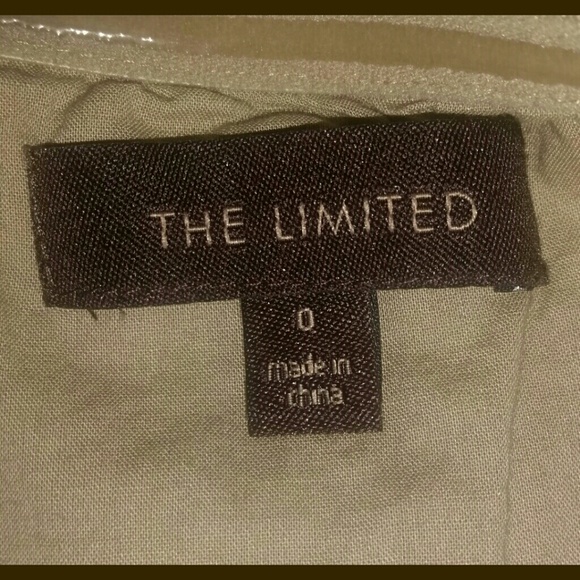 THE LIMITED
0
made in
china